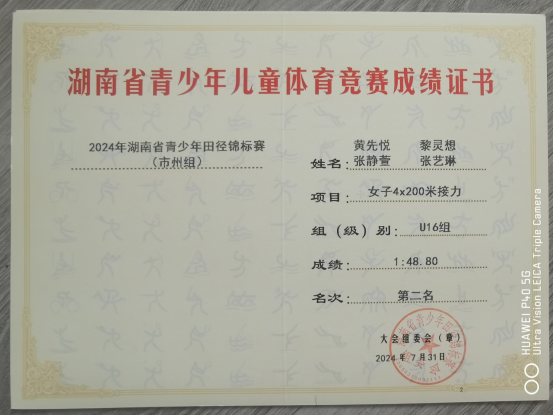 湖南省青少年儿童体育竞赛成绩证书
2024年湖南省青少年田径锦标赛
（市州组）
黄先悦 黎灵想
姓名：张静萱 张艺琳
项目：女子4x200米接力
组（级）别：U16组
成绩：1:48.80
名次：第二名
大会组委会（章）
2024年7月31日
HUAWEI P40 5G
Ultra Vision LEICA Triple Camera